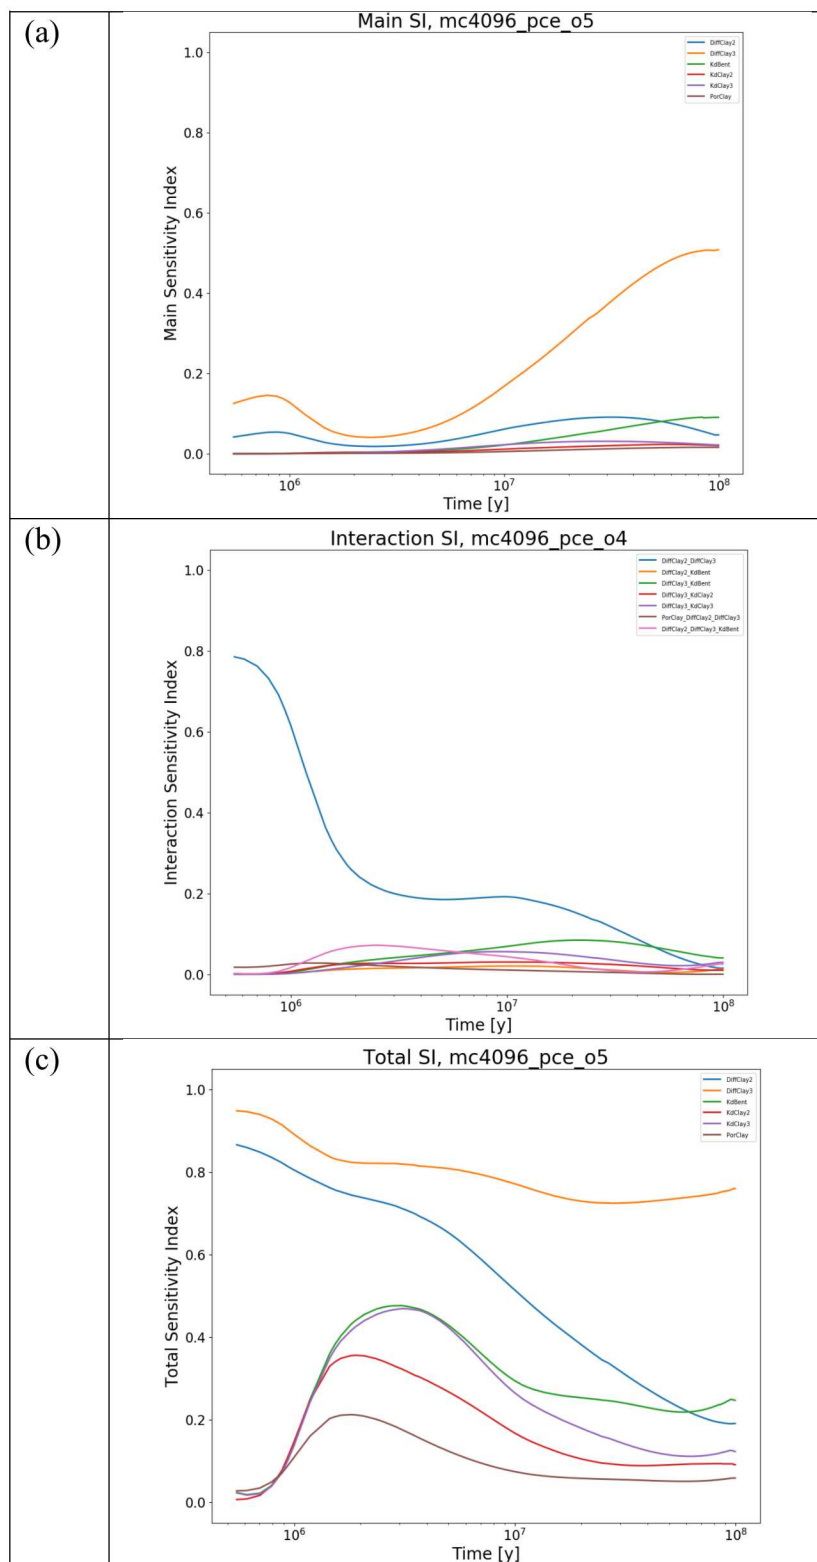 (a)
Main SI, mc4096_pce_o5
DiffClay2
DiffClay3
KdBent
KdClay2
KdClay3
PorClay
1.0
0.8
0.6
0.4
0.2
0.0
Main Sensitivity Index
10⁶
10⁷
10⁸
Time [y]
(b)
Interaction SI, mc4096_pce_o4
DiffClay2_DiffClay3
DiffClay2_KdBent
DiffClay3_KdBent
DiffClay3_KdClay2
DiffClay3_KdClay3
PorClay_DiffClay2_DiffClay3
DiffClay2_DiffClay3_KdBent
1.0
0.8
0.6
0.4
0.2
0.0
Interaction Sensitivity Index
10⁶
10⁷
10⁸
Time [y]
(c)
Total SI, mc4096_pce_o5
DiffClay2
DiffClay3
KdBent
KdClay2
KdClay3
PorClay
1.0
0.8
0.6
0.4
0.2
0.0
Total Sensitivity Index
10⁶
10⁷
10⁸
Time [y]